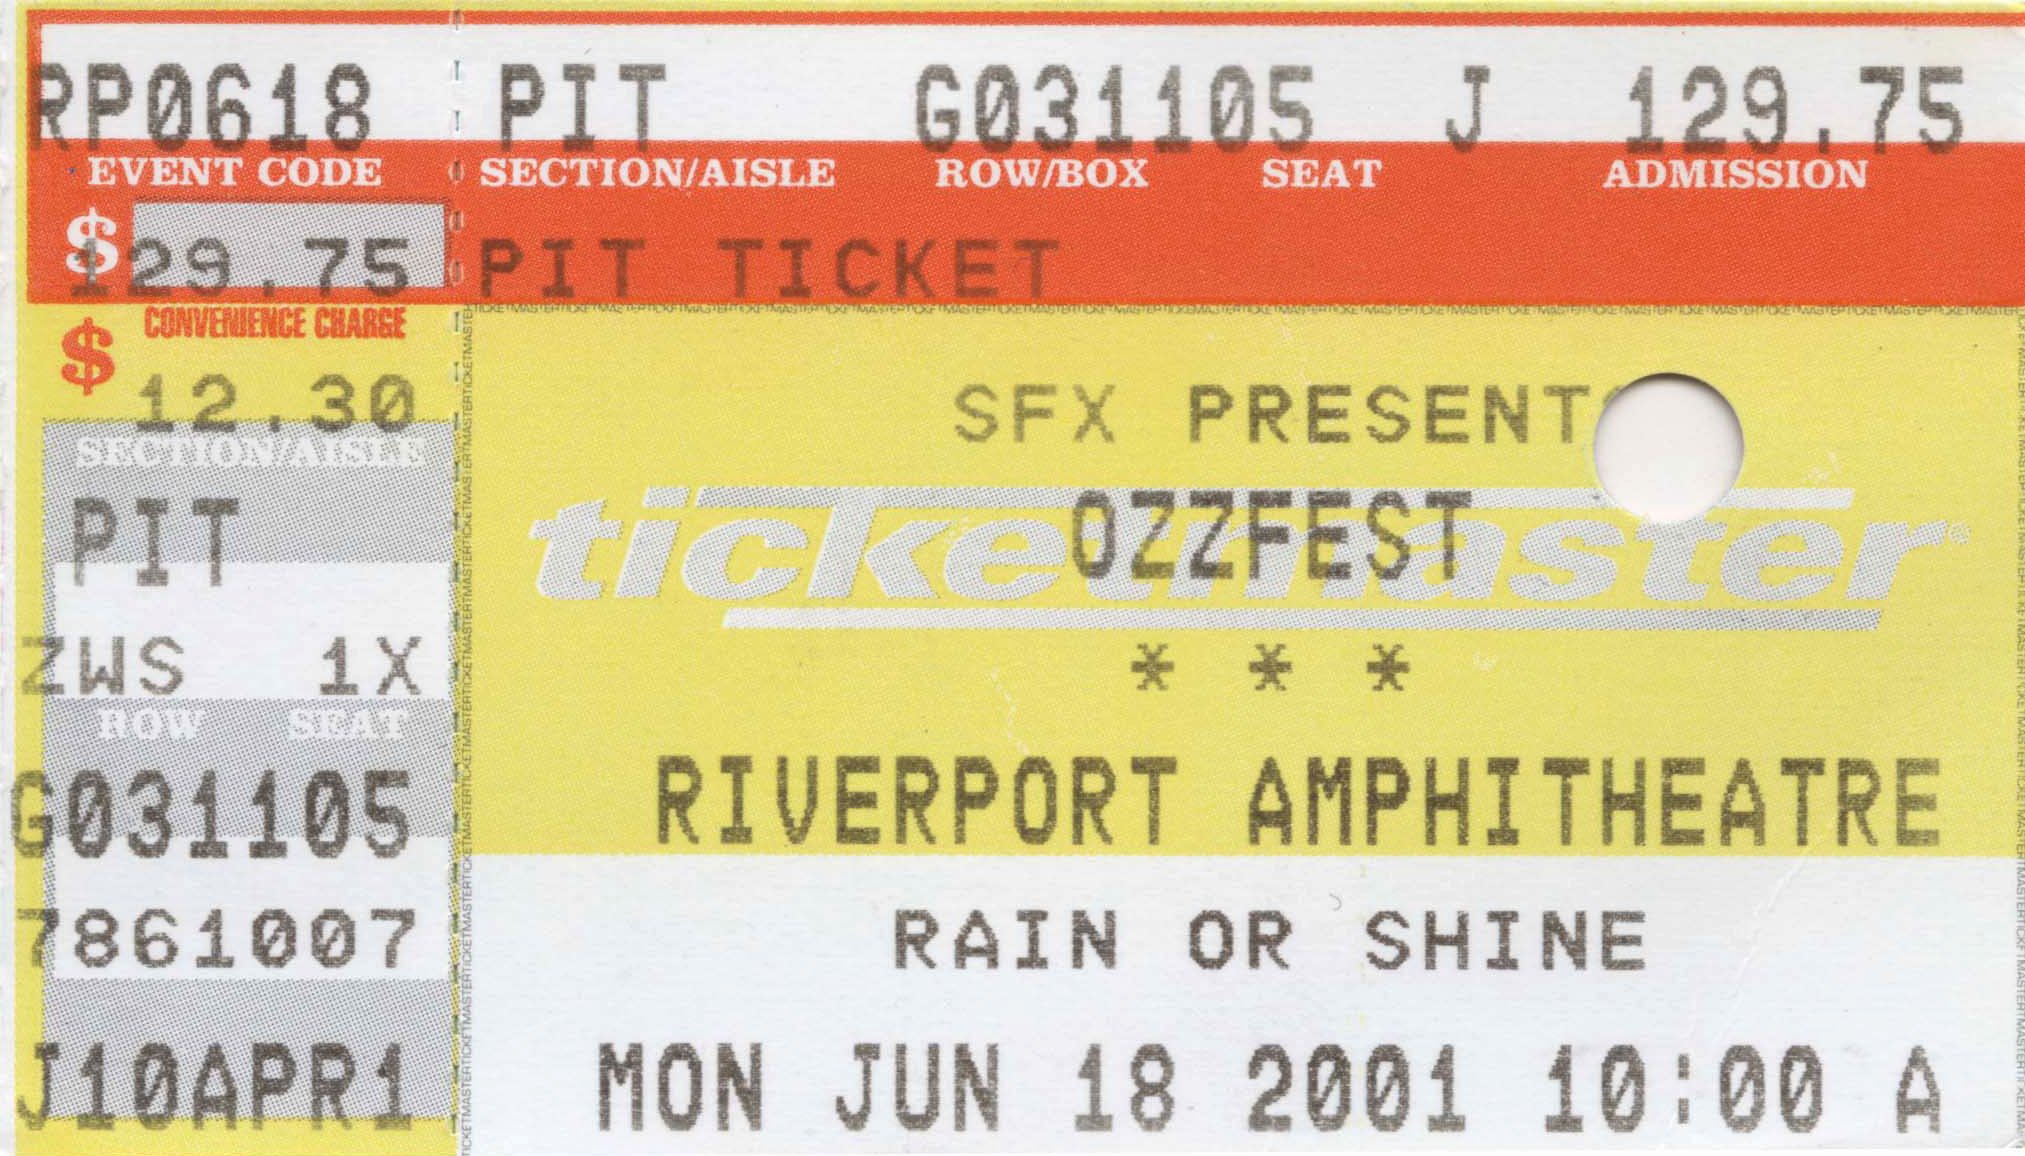 RP0618 PIT G031105 J 129.75
EVENT CODE SECTION/AISLE ROW/BOX SEAT ADMISSION
$ 129.75 PIT TICKET
CONVENIENCE CHARGE
$ 12.30
SECTION/AISLE
PIT
ZWS 1X
ROW SEAT
G031105
7861007
J10APR1
SFX PRESENTS
ticketmaster®
OZZFEST
* * *
RIVERPORT AMPHITHEATRE
RAIN OR SHINE
MON JUN 18 2001 10:00 A